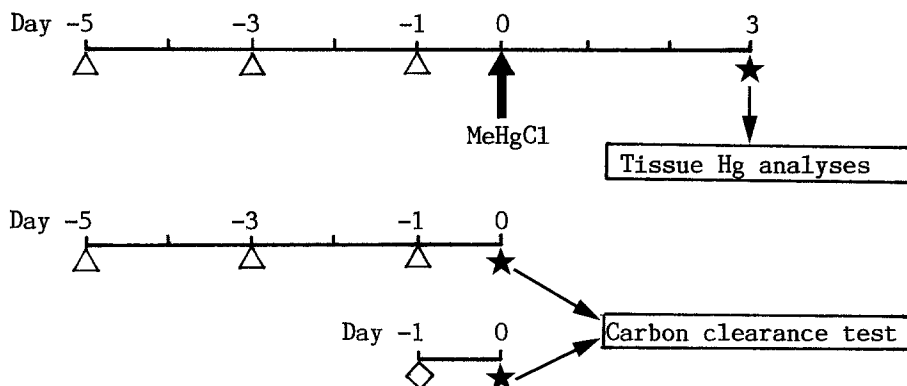 Day -5 -3 -1 0 3
MeHgCl
Tissue Hg analyses
Day -5 -3 -1 0
Day -1 0
Carbon clearance test